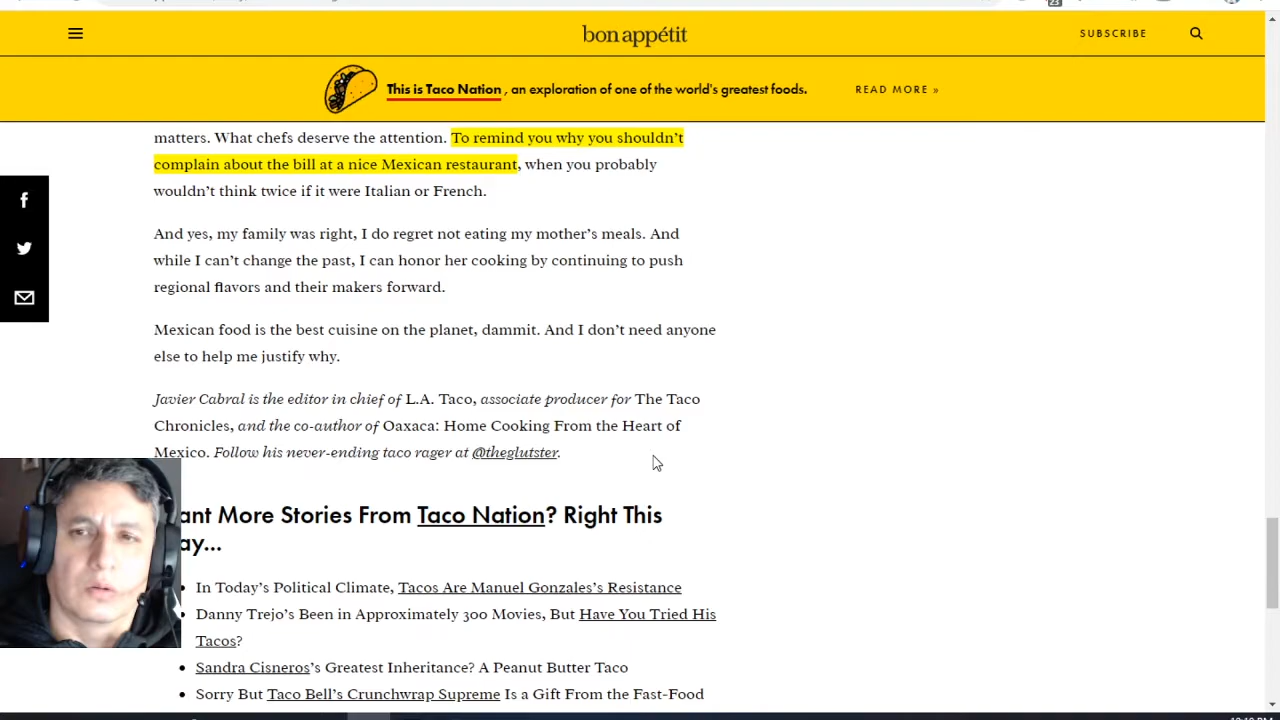 23
bon appétit
SUBSCRIBE
This is Taco Nation , an exploration of one of the world's greatest foods.
READ MORE »
matters. What chefs deserve the attention. To remind you why you shouldn't
complain about the bill at a nice Mexican restaurant, when you probably
wouldn't think twice if it were Italian or French.
And yes, my family was right, I do regret not eating my mother's meals. And
while I can't change the past, I can honor her cooking by continuing to push
regional flavors and their makers forward.
Mexican food is the best cuisine on the planet, dammit. And I don't need anyone
else to help me justify why.
Javier Cabral is the editor in chief of L.A. Taco, associate producer for The Taco
Chronicles, and the co-author of Oaxaca: Home Cooking From the Heart of
Mexico. Follow his never-ending taco rager at @theglutster.
ant More Stories From Taco Nation? Right This
ay...
• In Today's Political Climate, Tacos Are Manuel Gonzales's Resistance
• Danny Trejo's Been in Approximately 300 Movies, But Have You Tried His
Tacos?
• Sandra Cisneros's Greatest Inheritance? A Peanut Butter Taco
• Sorry But Taco Bell's Crunchwrap Supreme Is a Gift From the Fast-Food